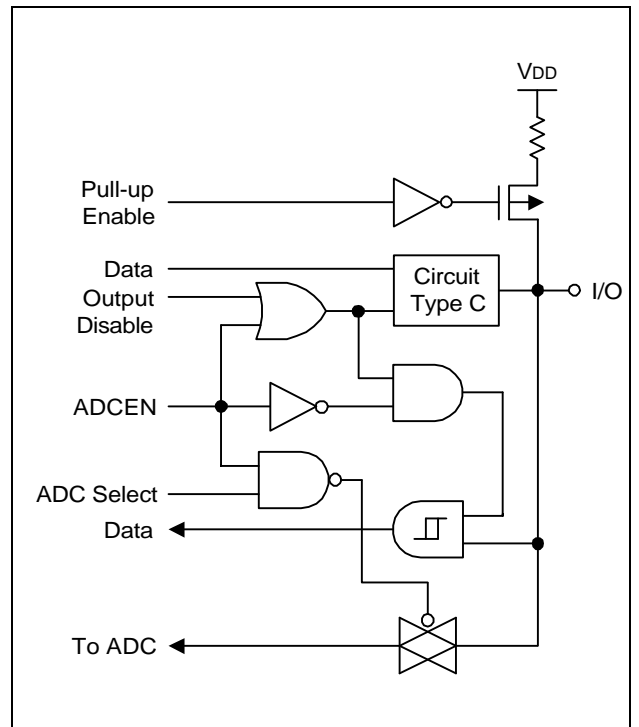 VDD
Pull-up
Enable
Data
Output
Disable
Circuit
Type C
I/O
ADCEN
ADC Select
Data
To ADC